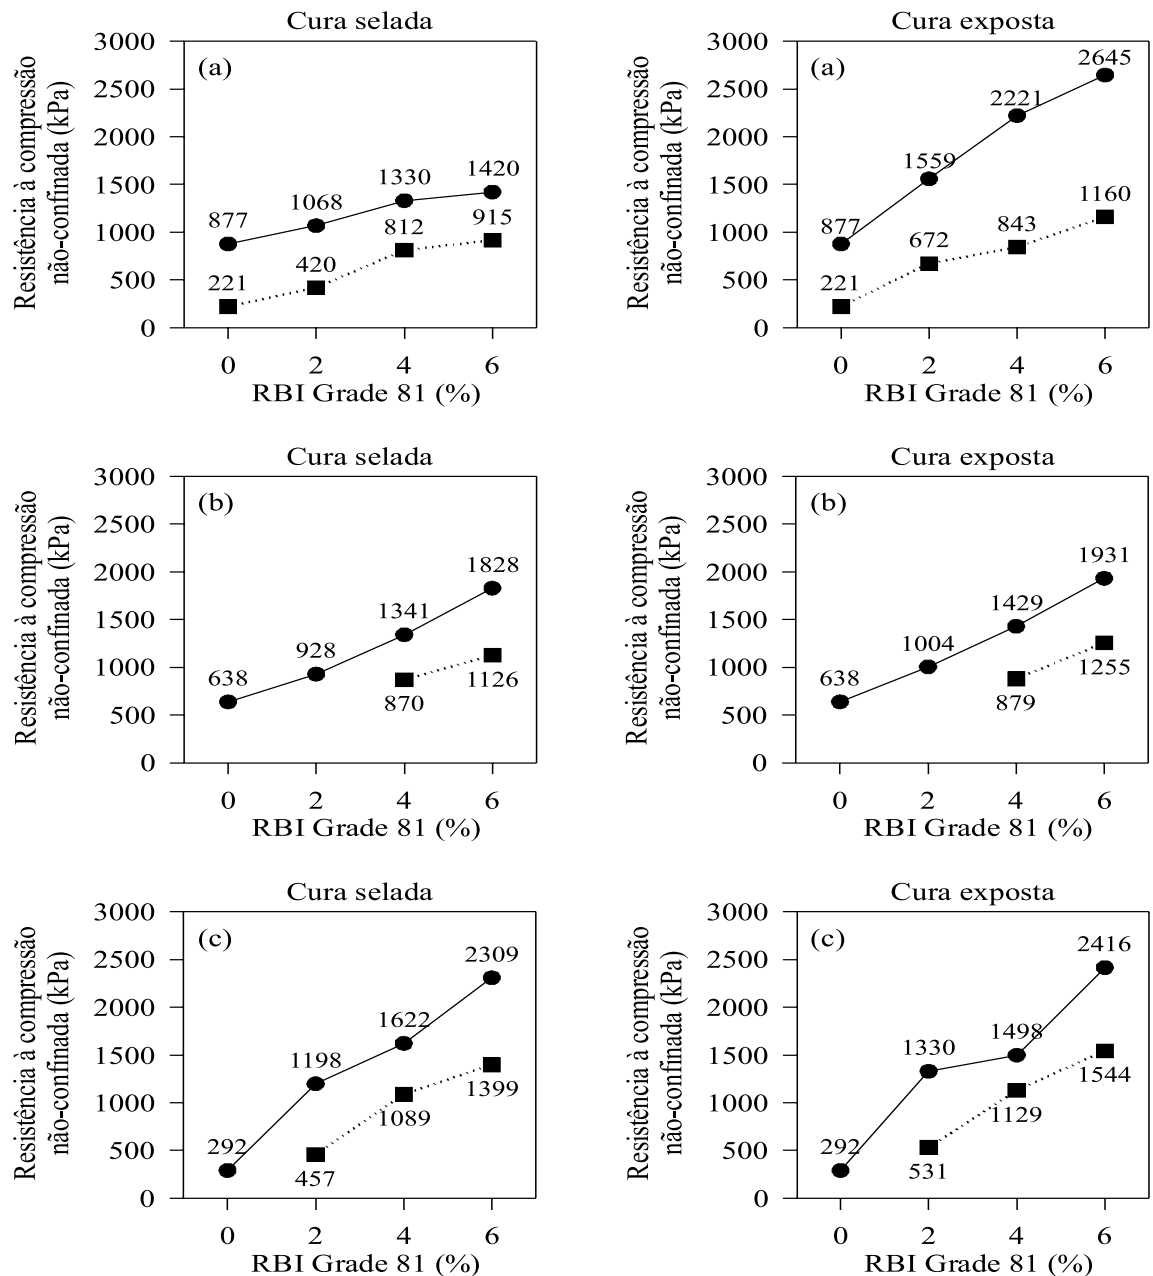 Cura selada
Resistência à compressão
não-confinada (kPa)
(a)
3000
2500
2000
1500
1000
500
0
877
1068
1330
1420
221
420
812
915
0 2 4 6
RBI Grade 81 (%)
Cura exposta
Resistência à compressão
não-confinada (kPa)
(a)
3000
2500
2000
1500
1000
500
0
877
1559
2221
2645
221
672
843
1160
0 2 4 6
RBI Grade 81 (%)
Cura selada
Resistência à compressão
não-confinada (kPa)
(b)
3000
2500
2000
1500
1000
500
0
638
928
1341
1828
870
1126
0 2 4 6
RBI Grade 81 (%)
Cura exposta
Resistência à compressão
não-confinada (kPa)
(b)
3000
2500
2000
1500
1000
500
0
638
1004
1429
1931
879
1255
0 2 4 6
RBI Grade 81 (%)
Cura selada
Resistência à compressão
não-confinada (kPa)
(c)
3000
2500
2000
1500
1000
500
0
292
1198
1622
2309
457
1089
1399
0 2 4 6
RBI Grade 81 (%)
Cura exposta
Resistência à compressão
não-confinada (kPa)
(c)
3000
2500
2000
1500
1000
500
0
292
1330
1498
2416
531
1129
1544
0 2 4 6
RBI Grade 81 (%)